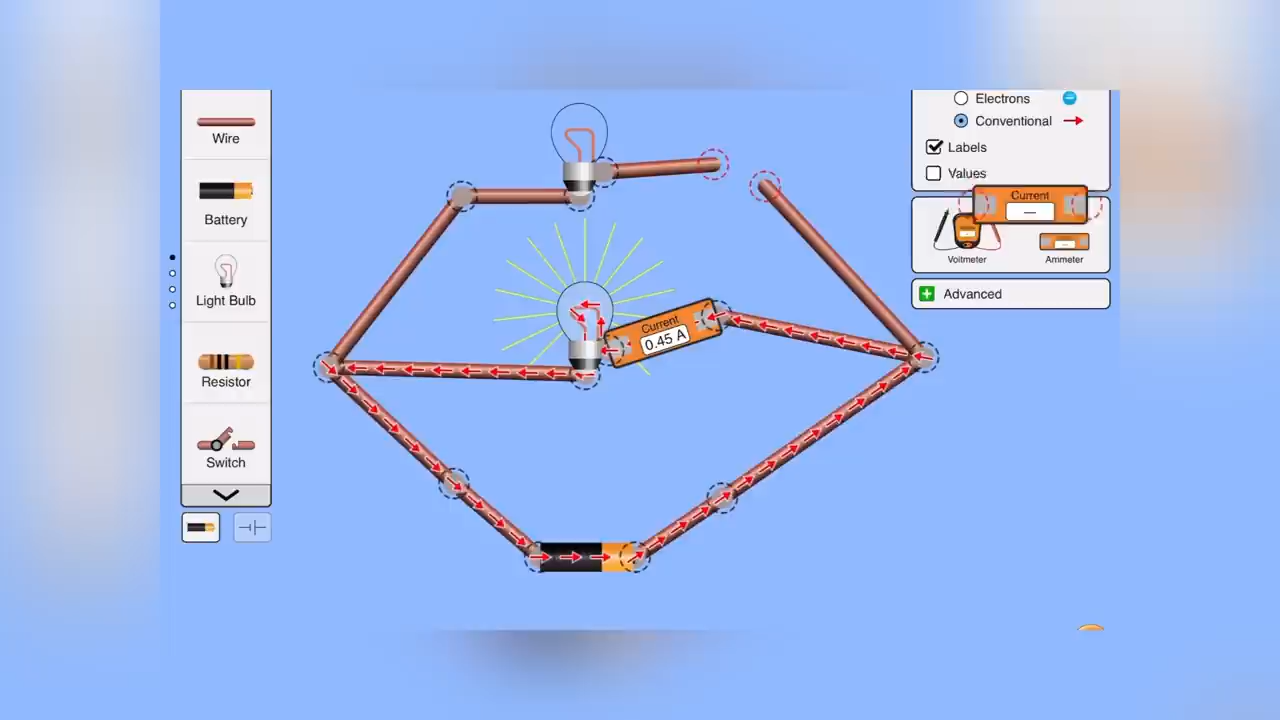 Wire
Battery
Light Bulb
Resistor
Switch
Electrons
Conventional
Labels
Values
Current
—
Voltmeter
Ammeter
Advanced
Current
0.45 A